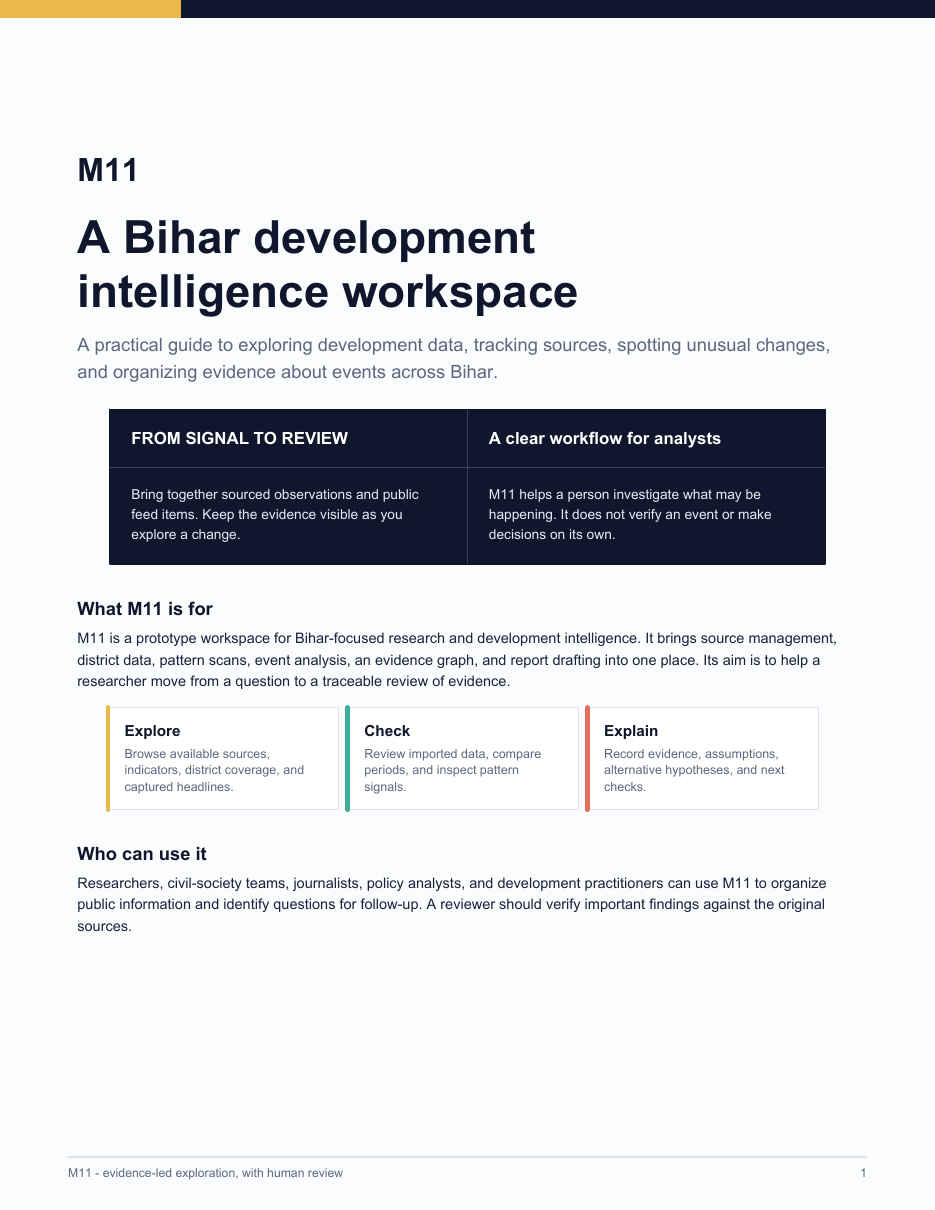 M11
A Bihar development
intelligence workspace
A practical guide to exploring development data, tracking sources, spotting unusual changes,
and organizing evidence about events across Bihar.
FROM SIGNAL TO REVIEW
Bring together sourced observations and public
feed items. Keep the evidence visible as you
explore a change.
A clear workflow for analysts
M11 helps a person investigate what may be
happening. It does not verify an event or make
decisions on its own.
What M11 is for
M11 is a prototype workspace for Bihar-focused research and development intelligence. It brings source management,
district data, pattern scans, event analysis, an evidence graph, and report drafting into one place. Its aim is to help a
researcher move from a question to a traceable review of evidence.
Explore
Browse available sources,
indicators, district coverage, and
captured headlines.
Check
Review imported data, compare
periods, and inspect pattern
signals.
Explain
Record evidence, assumptions,
alternative hypotheses, and next
checks.
Who can use it
Researchers, civil-society teams, journalists, policy analysts, and development practitioners can use M11 to organize
public information and identify questions for follow-up. A reviewer should verify important findings against the original
sources.
M11 - evidence-led exploration, with human review
1